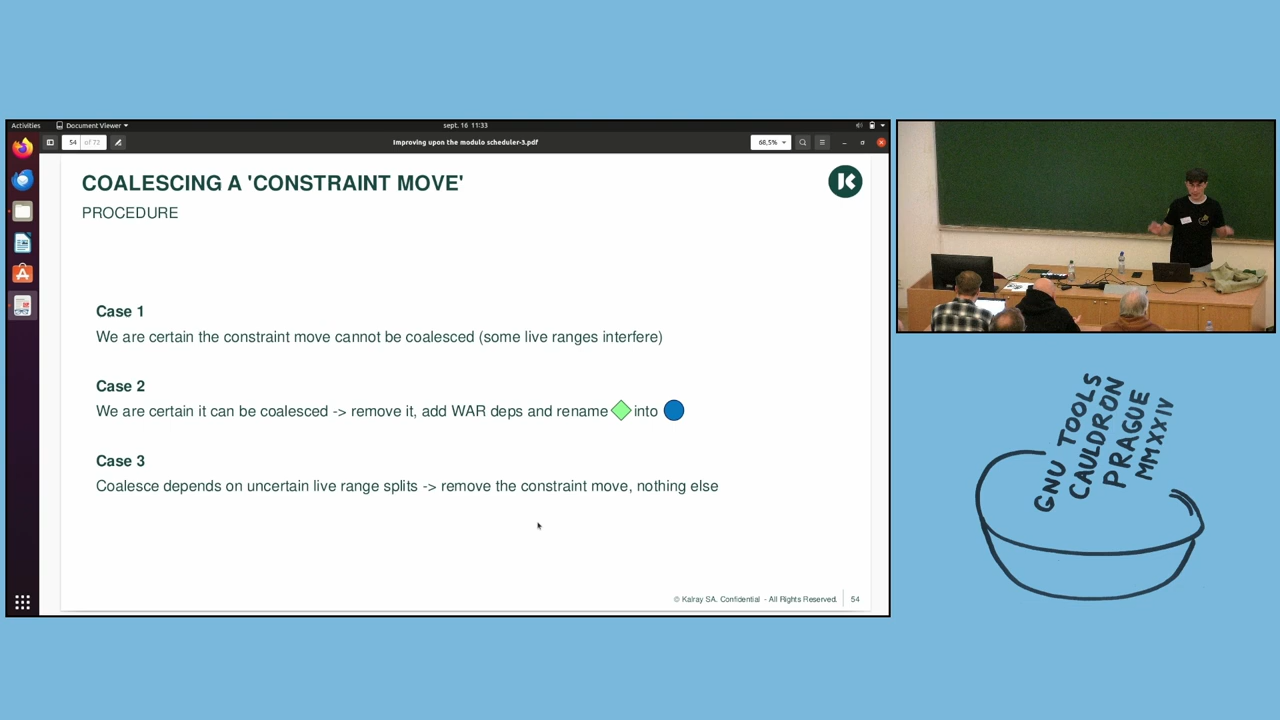 Activities
Document Viewer
sept. 16 11:33
54 of 72
Improving upon the modulo scheduler-3.pdf
68,5%
COALESCING A 'CONSTRAINT MOVE'
PROCEDURE
Case 1
We are certain the constraint move cannot be coalesced (some live ranges interfere)
Case 2
We are certain it can be coalesced -> remove it, add WAR deps and rename into
Case 3
Coalesce depends on uncertain live range splits -> remove the constraint move, nothing else
© Kalray SA. Confidential - All Rights Reserved.
54
GNU TOOLS
CAULDRON
PRAGUE
MMXXIV